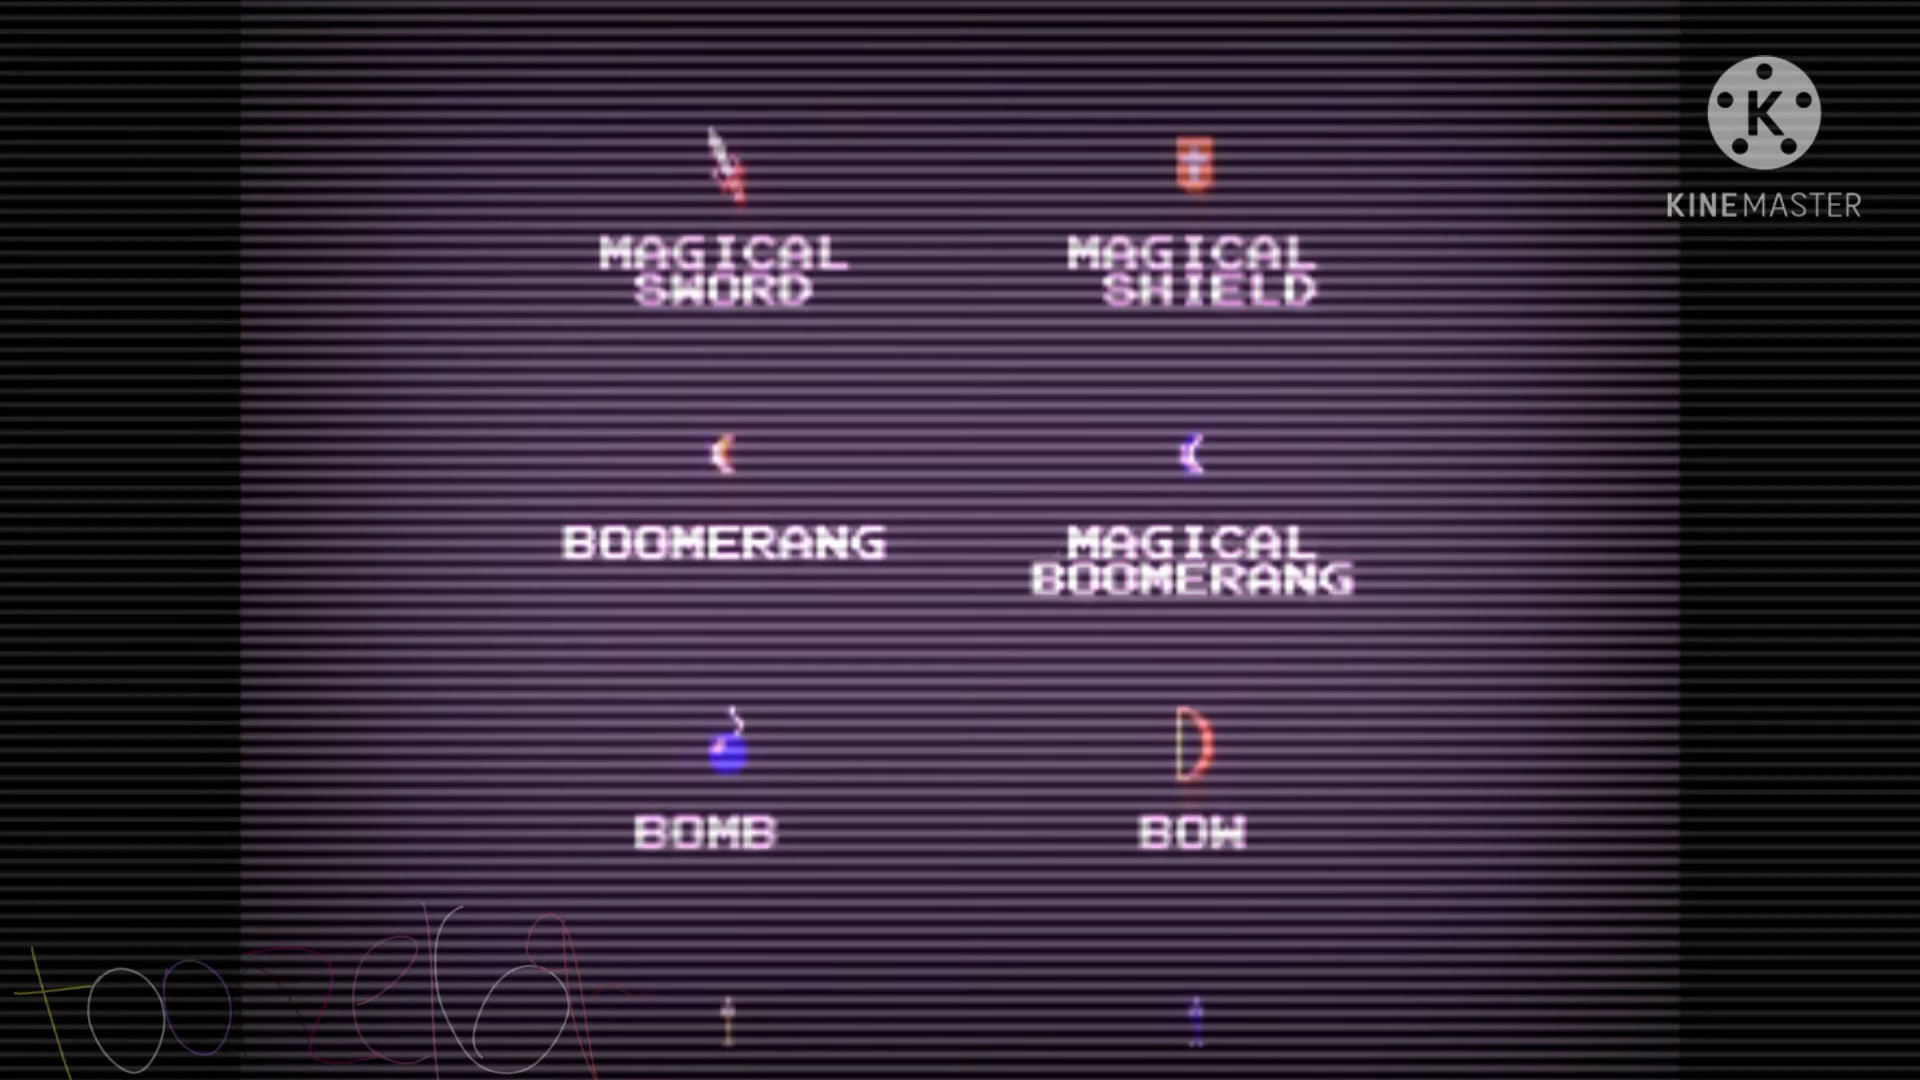 K
KINEMASTER
MAGICAL
SWORD
MAGICAL
SHIELD
BOOMERANG
MAGICAL
BOOMERANG
BOMB
BOW